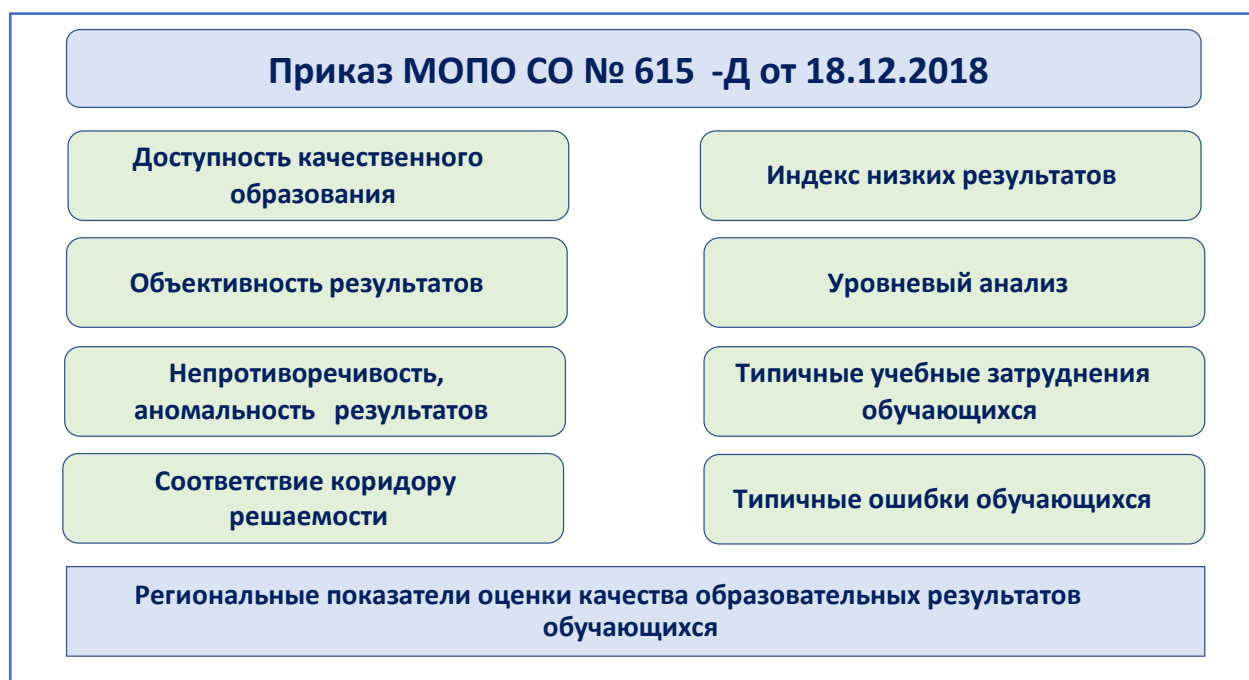 Приказ МОПО СО № 615 -Д от 18.12.2018
Доступность качественного
образования
Индекс низких результатов
Объективность результатов
Уровневый анализ
Непротиворечивость,
аномальность результатов
Типичные учебные затруднения
обучающихся
Соответствие коридору
решаемости
Типичные ошибки обучающихся
Региональные показатели оценки качества образовательных результатов
обучающихся